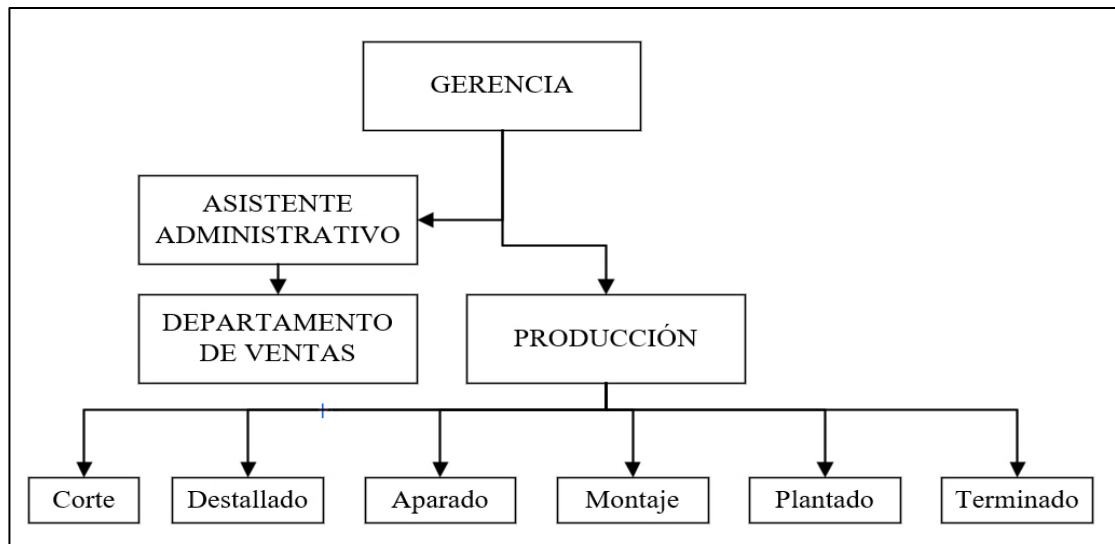 GERENCIA
ASISTENTE
ADMINISTRATIVO
DEPARTAMENTO
DE VENTAS
PRODUCCIÓN
Corte
Destallado
Aparado
Montaje
Plantado
Terminado